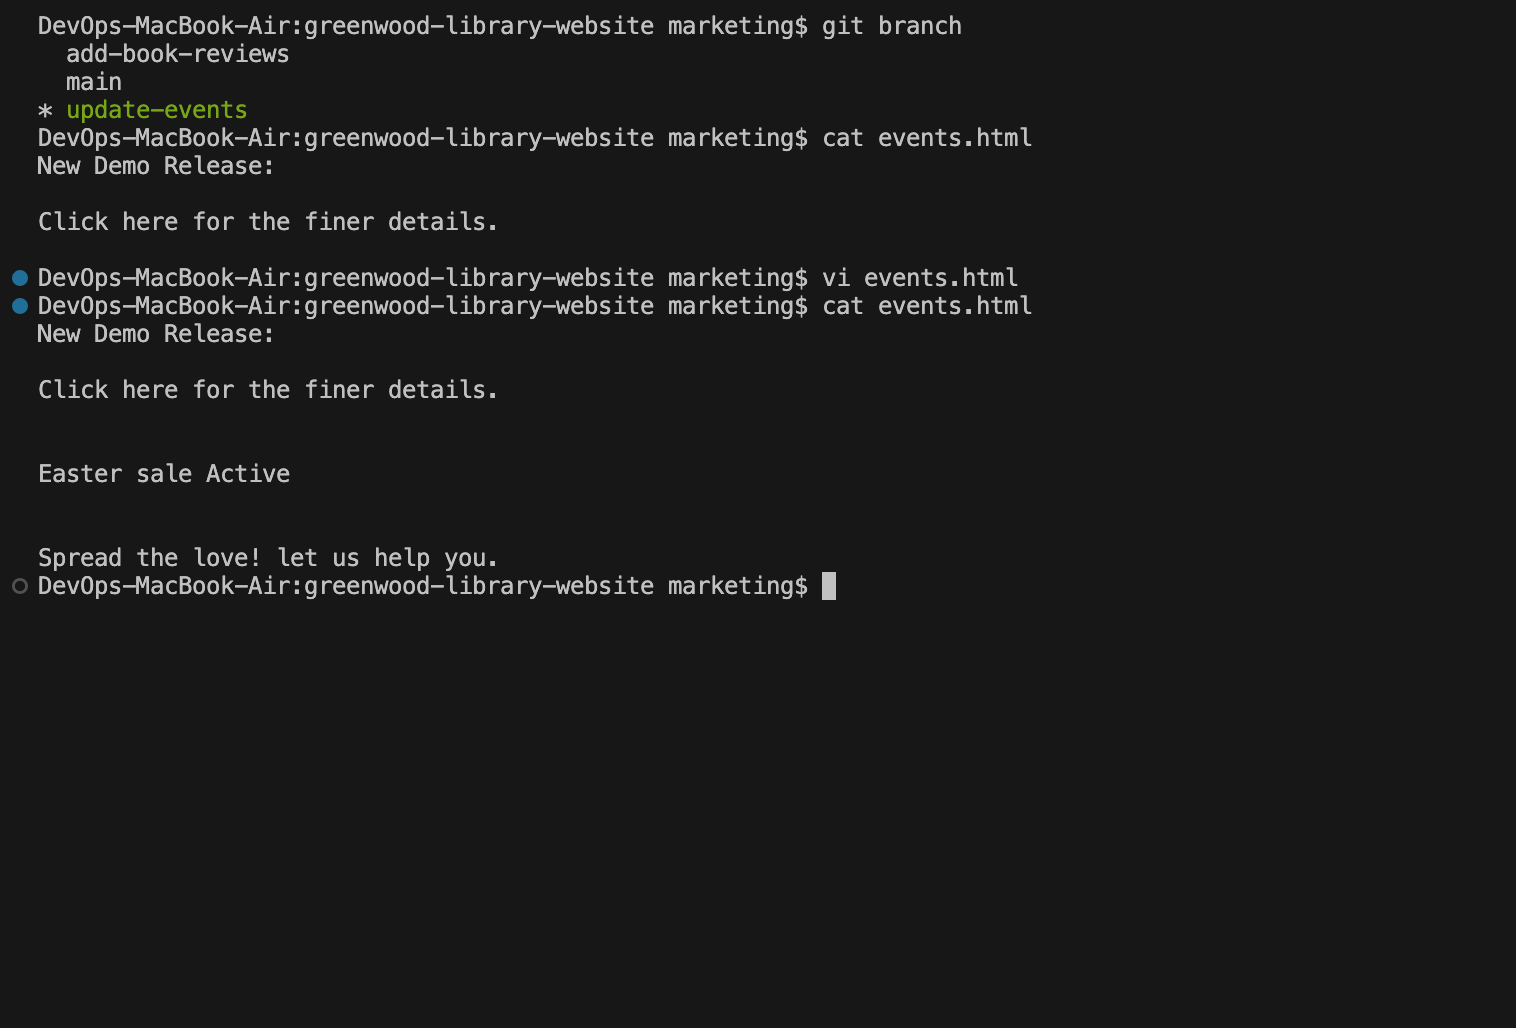 DevOps-MacBook-Air:greenwood-library-website marketing$ git branch
  add-book-reviews
  main
* update-events
DevOps-MacBook-Air:greenwood-library-website marketing$ cat events.html
New Demo Release:
Click here for the finer details.
DevOps-MacBook-Air:greenwood-library-website marketing$ vi events.html
DevOps-MacBook-Air:greenwood-library-website marketing$ cat events.html
New Demo Release:
Click here for the finer details.
Easter sale Active
Spread the love! let us help you.
DevOps-MacBook-Air:greenwood-library-website marketing$